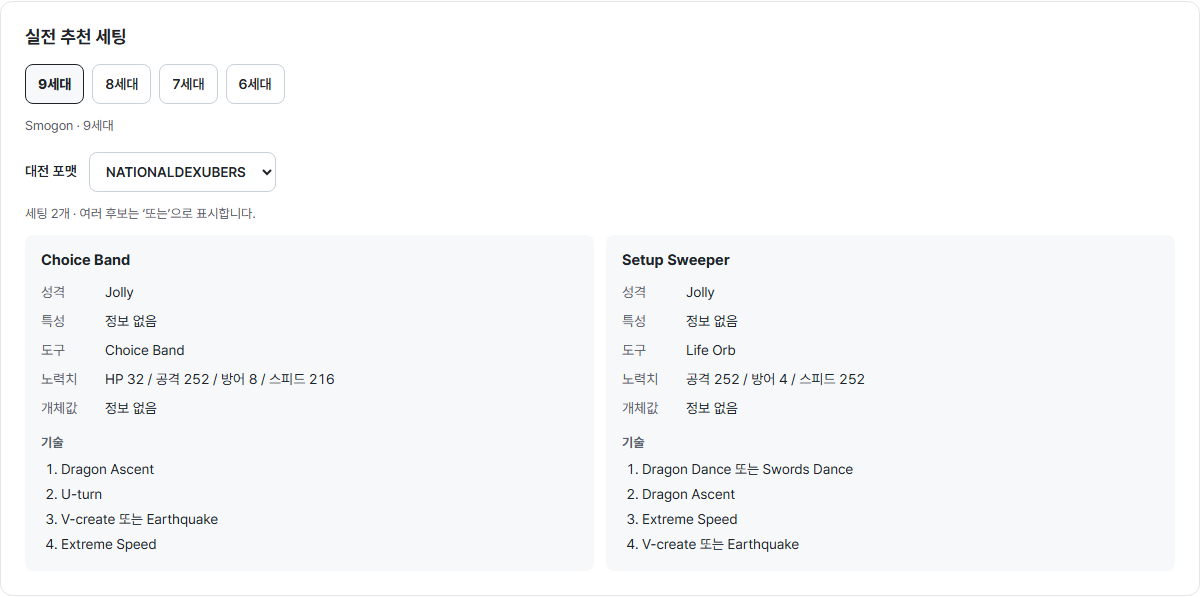 실전 추천 세팅
9세대 8세대 7세대 6세대
Smogon · 9세대
대전 포맷 NATIONALDEXUBERS
세팅 2개 · 여러 후보는 ‘또는’으로 표시합니다.
Choice Band
성격 Jolly
특성 정보 없음
도구 Choice Band
노력치 HP 32 / 공격 252 / 방어 8 / 스피드 216
개체값 정보 없음
기술
1. Dragon Ascent
2. U-turn
3. V-create 또는 Earthquake
4. Extreme Speed
Setup Sweeper
성격 Jolly
특성 정보 없음
도구 Life Orb
노력치 공격 252 / 방어 4 / 스피드 252
개체값 정보 없음
기술
1. Dragon Dance 또는 Swords Dance
2. Dragon Ascent
3. Extreme Speed
4. V-create 또는 Earthquake